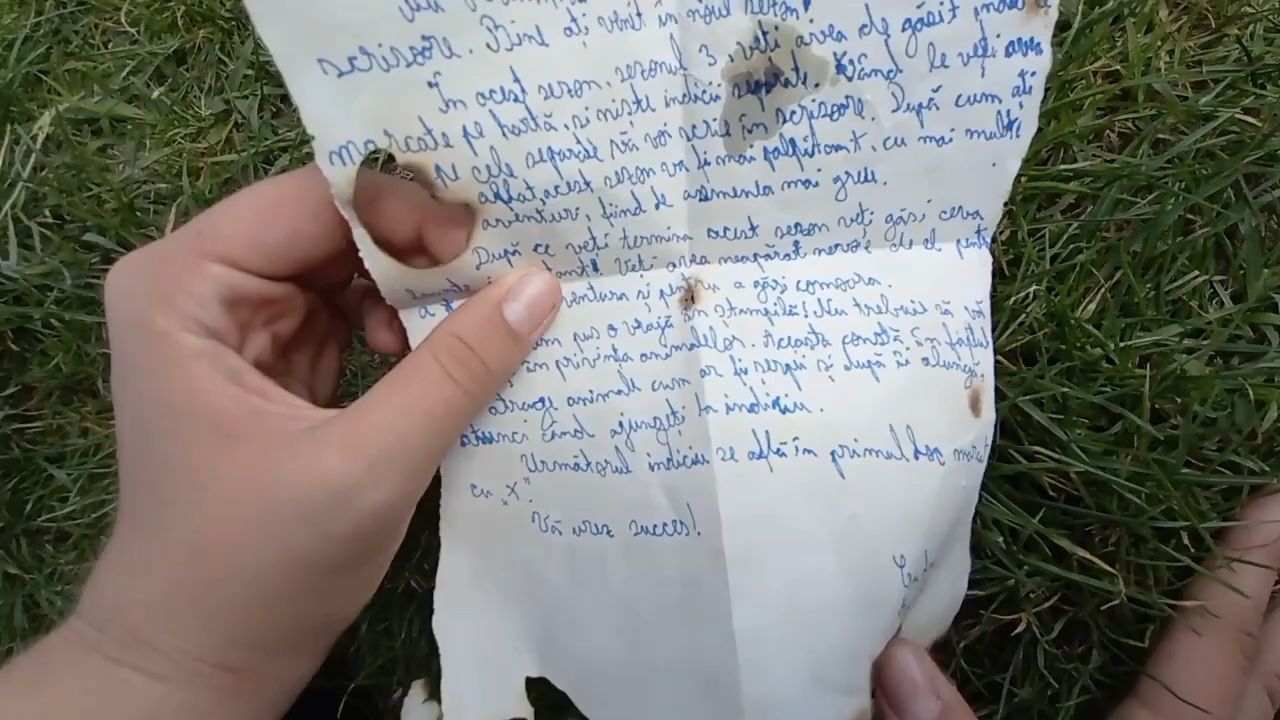 scrisoare. Bine ați venit în noul sezon!
În acest sezon, sezonul 3, veți avea de găsit
marcate pe hartă, și niște indicii separate. Când le veți avea
pe cele separate vă voi scrie în scrisoare. După cum ați
aflat, acest sezon va fi mai palpitant, cu mai multe
aventuri, fiind de asemenea mai greu.
După ce veți termina acest sezon veți găsi ceva
Veți avea neapărat nevoie de el pentru
și pentru a găsi comoara.
am pus o vrajă în ștampilă! Nu trebuie să vă
în privința animalelor. Aceasta constă în faptul
atrage animale cum ar fi șerpii și după îi alungă,
atunci când ajungeți la indiciu.
Următorul indiciu se află în primul loc marcat
cu „X”.
Vă urez succes!